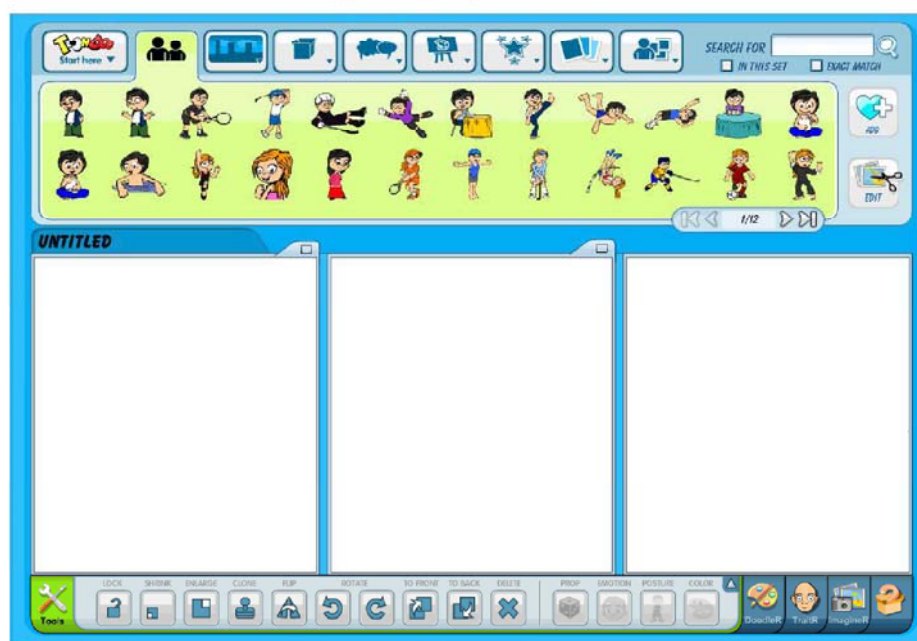 TOONDOO
Start here
SEARCH FOR
IN THIS SET EXACT MATCH
ADD
EDIT
1/12
UNTITLED
LOCK SHRINK ENLARGE CLONE FLIP ROTATE TO FRONT TO BACK DELETE PROP EMOTION POSTURE COLOR
Tools DoodleR TraitR ImagineR